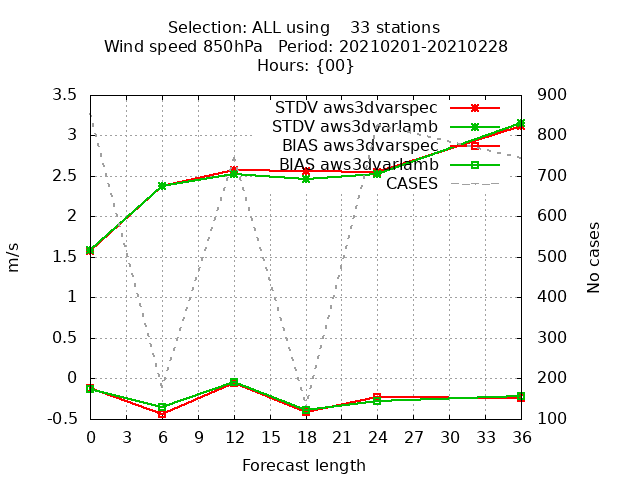 Selection: ALL using    33 stations
Wind speed 850hPa   Period: 20210201-20210228
Hours: {00}
3.5
3
2.5
2
1.5
1
0.5
0
-0.5
m/s
STDV aws3dvarspec
STDV aws3dvarlamb
BIAS aws3dvarspec
BIAS aws3dvarlamb
CASES
900
800
700
600
500
400
300
200
100
No cases
0 3 6 9 12 15 18 21 24 27 30 33 36
Forecast length